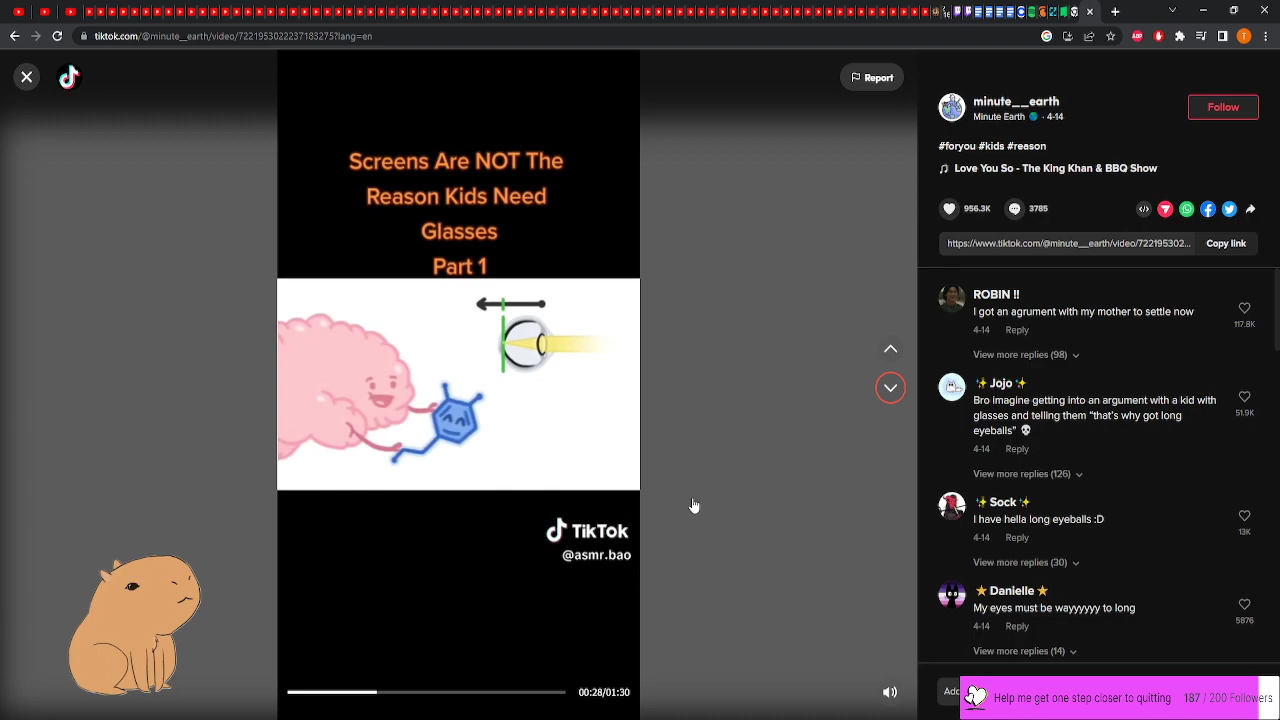 tiktok.com/@minute__earth/video/7221953022237183275?lang=en
T
Report
Screens Are NOT The
Reason Kids Need
Glasses
Part 1
TikTok
@asmr.bao
00:28/01:30
minute__earth
Minute Earth · 4-14
Follow
#foryou #kids #reason
Love You So - The King Khan & BBQ Show
956.3K
3785
https://www.tiktok.com/@minute__earth/video/722195302...
Copy link
ROBIN !!
I got an agrument with my mother to settle now
4-14 Reply
117.8K
View more replies (98)
Jojo
Bro imagine getting into an argument with a kid with
glasses and telling them “that’s why got long
eyeballs”
4-14 Reply
51.9K
View more replies (126)
Sock
I have hella long eyeballs :D
4-14 Reply
13K
View more replies (30)
Danielle
My eyes must be wayyyyyy to long
4-14 Reply
5876
View more replies (14)
Help me get one step closer to quitting 187 / 200 Followers